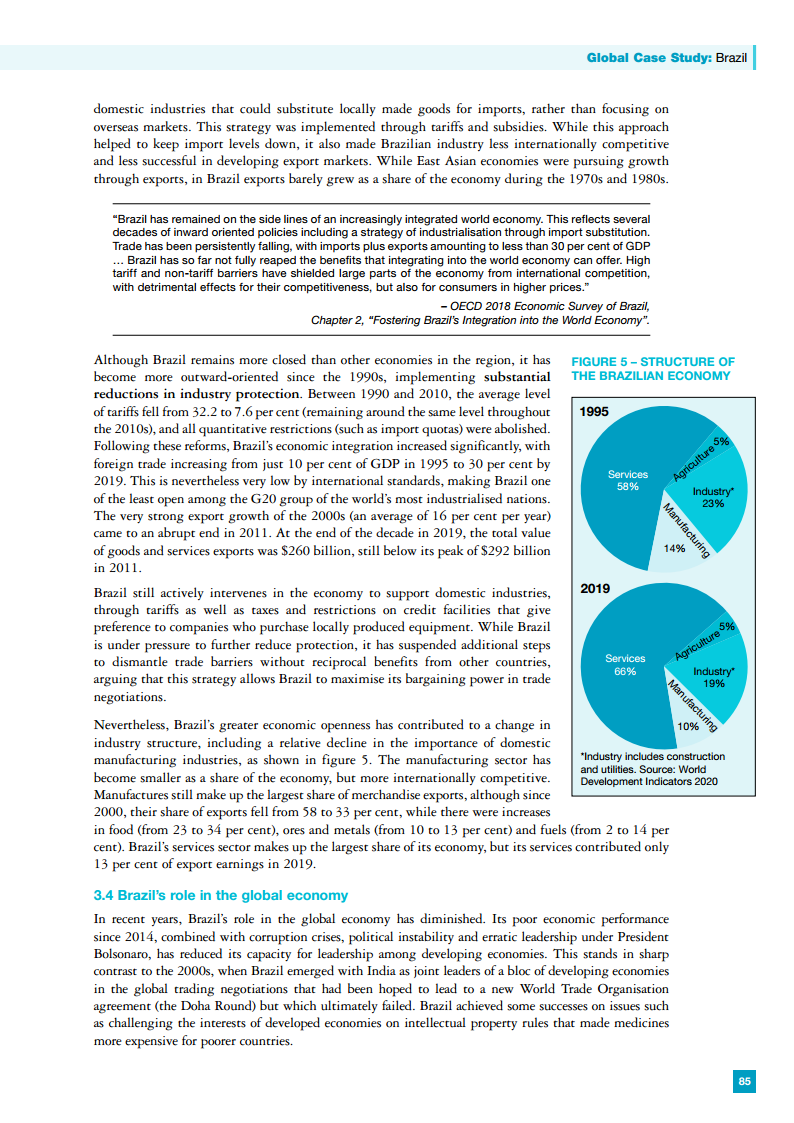 Global Case Study: Brazil
domestic industries that could substitute locally made goods for imports, rather than focusing on
overseas markets. This strategy was implemented through tariffs and subsidies. While this approach
helped to keep import levels down, it also made Brazilian industry less internationally competitive
and less successful in developing export markets. While East Asian economies were pursuing growth
through exports, in Brazil exports barely grew as a share of the economy during the 1970s and 1980s.
“Brazil has remained on the side lines of an increasingly integrated world economy. This reflects several
decades of inward oriented policies including a strategy of industrialisation through import substitution.
Trade has been persistently falling, with imports plus exports amounting to less than 30 per cent of GDP
… Brazil has so far not fully reaped the benefits that integrating into the world economy can offer. High
tariff and non-tariff barriers have shielded large parts of the economy from international competition,
with detrimental effects for their competitiveness, but also for consumers in higher prices.”
– OECD 2018 Economic Survey of Brazil,
Chapter 2, “Fostering Brazil’s Integration into the World Economy”.
Although Brazil remains more closed than other economies in the region, it has
become more outward-oriented since the 1990s, implementing substantial
reductions in industry protection. Between 1990 and 2010, the average level
of tariffs fell from 32.2 to 7.6 per cent (remaining around the same level throughout
the 2010s), and all quantitative restrictions (such as import quotas) were abolished.
Following these reforms, Brazil’s economic integration increased significantly, with
foreign trade increasing from just 10 per cent of GDP in 1995 to 30 per cent by
2019. This is nevertheless very low by international standards, making Brazil one
of the least open among the G20 group of the world’s most industrialised nations.
The very strong export growth of the 2000s (an average of 16 per cent per year)
came to an abrupt end in 2011. At the end of the decade in 2019, the total value
of goods and services exports was $260 billion, still below its peak of $292 billion
in 2011.
Brazil still actively intervenes in the economy to support domestic industries,
through tariffs as well as taxes and restrictions on credit facilities that give
preference to companies who purchase locally produced equipment. While Brazil
is under pressure to further reduce protection, it has suspended additional steps
to dismantle trade barriers without reciprocal benefits from other countries,
arguing that this strategy allows Brazil to maximise its bargaining power in trade
negotiations.
Nevertheless, Brazil’s greater economic openness has contributed to a change in
industry structure, including a relative decline in the importance of domestic
manufacturing industries, as shown in figure 5. The manufacturing sector has
become smaller as a share of the economy, but more internationally competitive.
Manufactures still make up the largest share of merchandise exports, although since
2000, their share of exports fell from 58 to 33 per cent, while there were increases
in food (from 23 to 34 per cent), ores and metals (from 10 to 13 per cent) and fuels (from 2 to 14 per
cent). Brazil’s services sector makes up the largest share of its economy, but its services contributed only
13 per cent of export earnings in 2019.
FIGURE 5 – STRUCTURE OF
THE BRAZILIAN ECONOMY
1995
Services
58%
Agriculture
5%
Industry*
23%
Manufacturing
14%
2019
Services
66%
Agriculture
5%
Industry*
19%
Manufacturing
10%
*Industry includes construction
and utilities. Source: World
Development Indicators 2020
3.4 Brazil’s role in the global economy
In recent years, Brazil’s role in the global economy has diminished. Its poor economic performance
since 2014, combined with corruption crises, political instability and erratic leadership under President
Bolsonaro, has reduced its capacity for leadership among developing economies. This stands in sharp
contrast to the 2000s, when Brazil emerged with India as joint leaders of a bloc of developing economies
in the global trading negotiations that had been hoped to lead to a new World Trade Organisation
agreement (the Doha Round) but which ultimately failed. Brazil achieved some successes on issues such
as challenging the interests of developed economies on intellectual property rules that made medicines
more expensive for poorer countries.
85